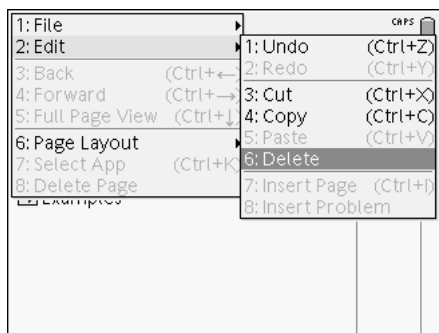 CAPS
1: File
2: Edit
3: Back (Ctrl+←)
4: Forward (Ctrl+→)
5: Full Page View (Ctrl+↓)
6: Page Layout
7: Select App (Ctrl+K
8: Delete Page
1: Undo (Ctrl+Z)
2: Redo (Ctrl+Y)
3: Cut (Ctrl+X)
4: Copy (Ctrl+C)
5: Paste (Ctrl+V)
6: Delete
7: Insert Page (Ctrl+I)
8: Insert Problem
Examples